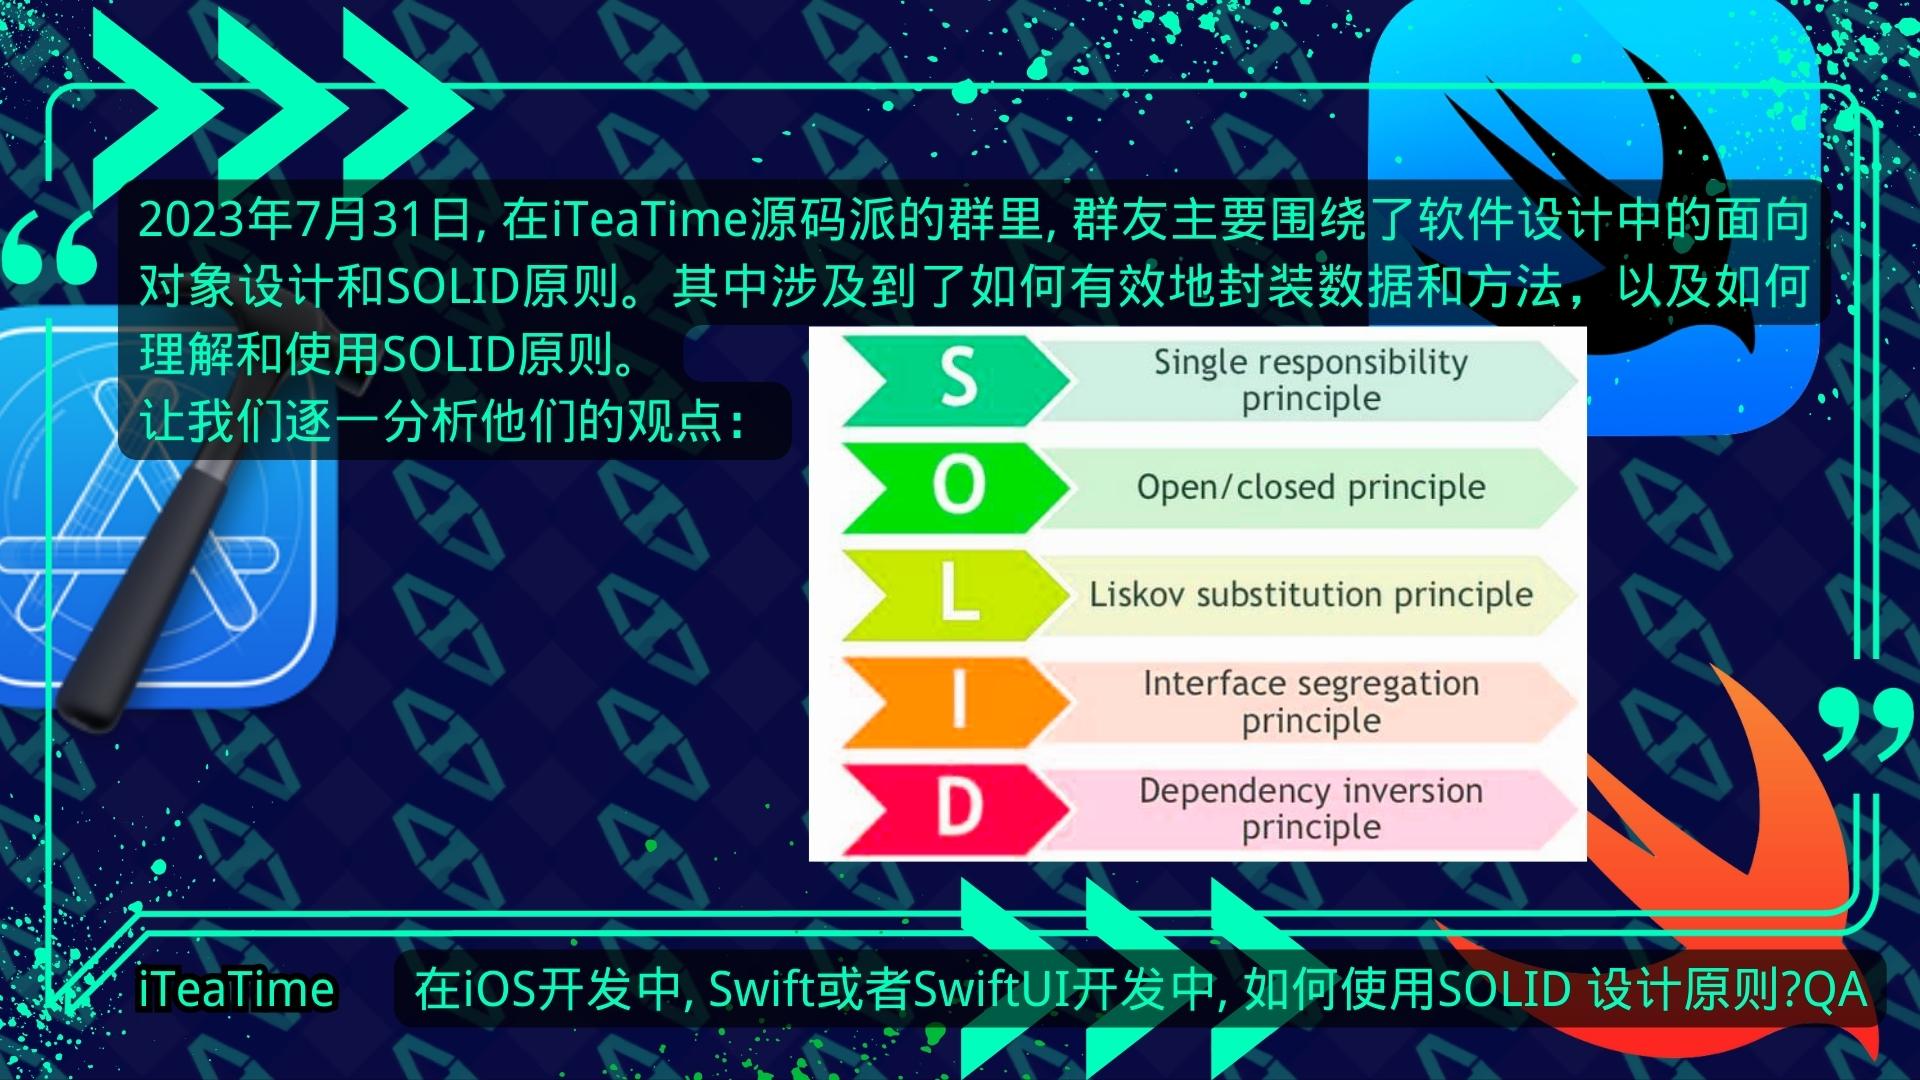 2023年7月31日, 在iTeaTime源码派的群里, 群友主要围绕了软件设计中的面向
对象设计和SOLID原则。其中涉及到了如何有效地封装数据和方法，以及如何
理解和使用SOLID原则。
让我们逐一分析他们的观点：
S
Single responsibility
principle
O
Open/closed principle
L
Liskov substitution principle
I
Interface segregation
principle
D
Dependency inversion
principle
iTeaTime
在iOS开发中, Swift或者SwiftUI开发中, 如何使用SOLID 设计原则?QA